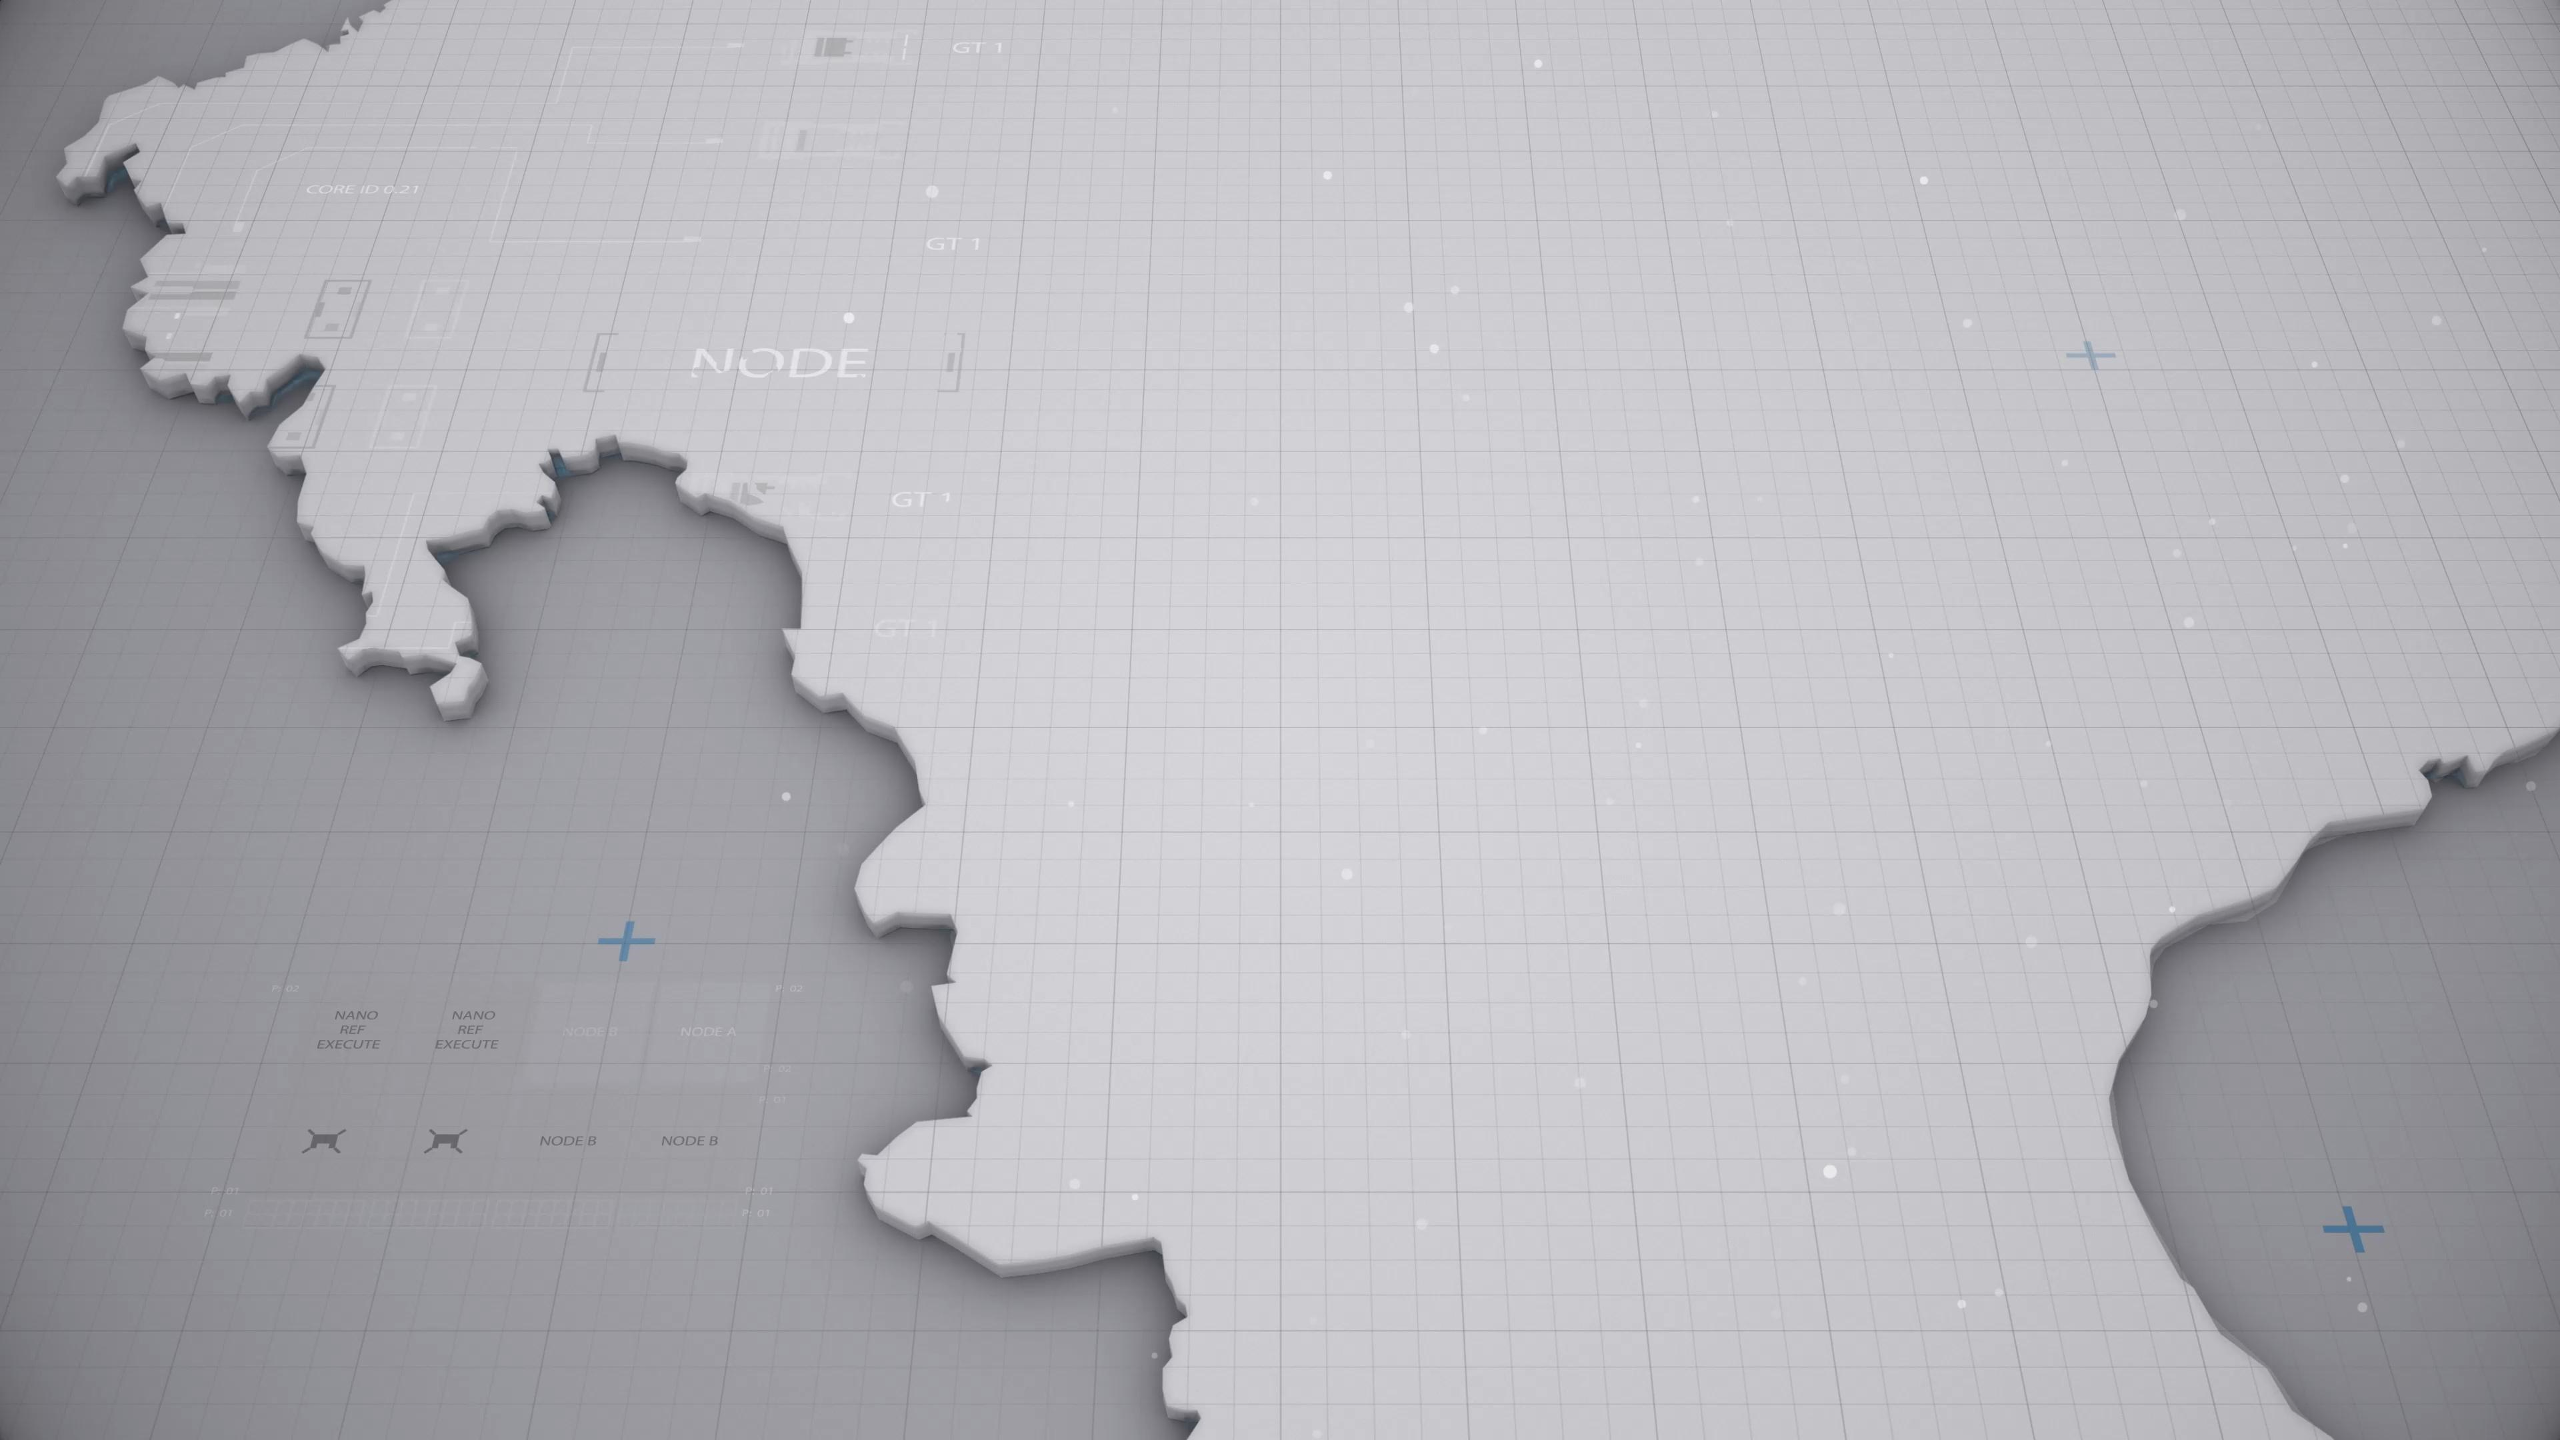 GT 1
CORE ID 0.21
GT 1
NODE
GT 1
GT 1
P: 02
P: 02
NANO
REF
EXECUTE
NANO
REF
EXECUTE
NODE B
NODE A
P: 02
P: 01
NODE B
NODE B
P: 01
P: 01
P: 01
P: 01